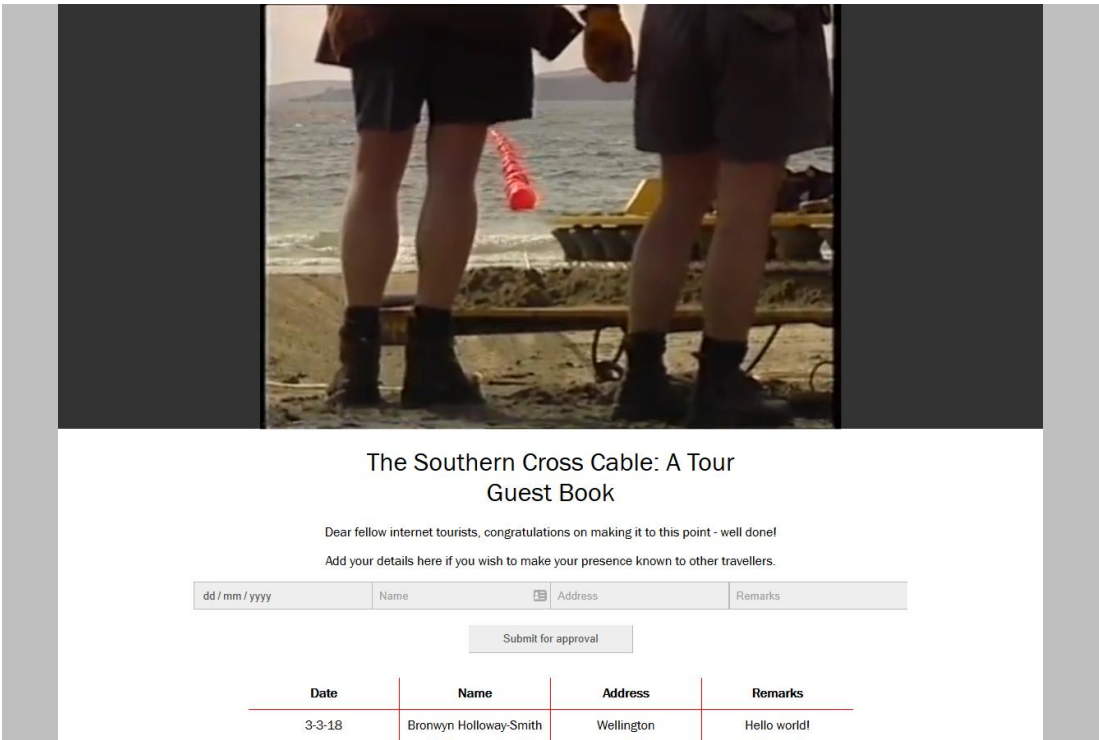 The Southern Cross Cable: A Tour
Guest Book
Dear fellow internet tourists, congratulations on making it to this point - well done!
Add your details here if you wish to make your presence known to other travellers.
dd / mm / yyyy Name Address Remarks
Submit for approval
Date Name Address Remarks
3-3-18 Bronwyn Holloway-Smith Wellington Hello world!